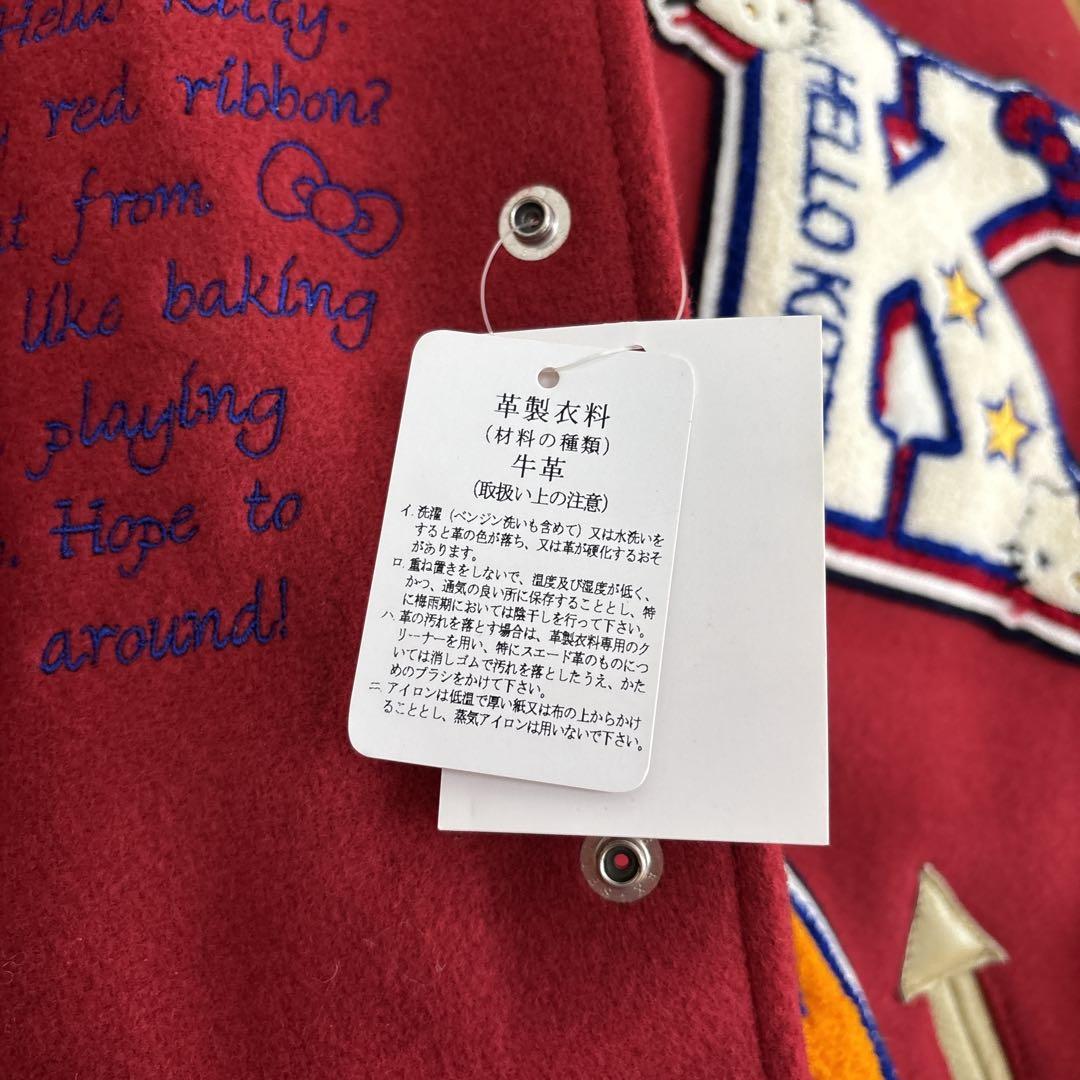 Hello Kitty.
red ribbon?
from
like baking
playing
Hope to
around!
HELLO KIT
革製衣料
(材料の種類)
牛革
(取扱い上の注意)
イ. 洗濯 (ベンジン洗いも含めて) 又は水洗いを
すると革の色が落ち、又は革が硬化するおそ
があります。
ロ. 重ね置きをしないで、温度及び湿度が低く、
かつ、通気の良い所に保存することとし、特
に梅雨期においては陰干しを行って下さい。
ハ. 革の汚れを落とす場合は、革製衣料専用のク
リーナーを用い、特にスエード革のものにつ
いては消しゴムで汚れを落としたうえ、かた
めのブラシをかけて下さい。
ニ. アイロンは低温で厚い紙又は布の上からかけ
ることとし、蒸気アイロンは用いないで下さい。